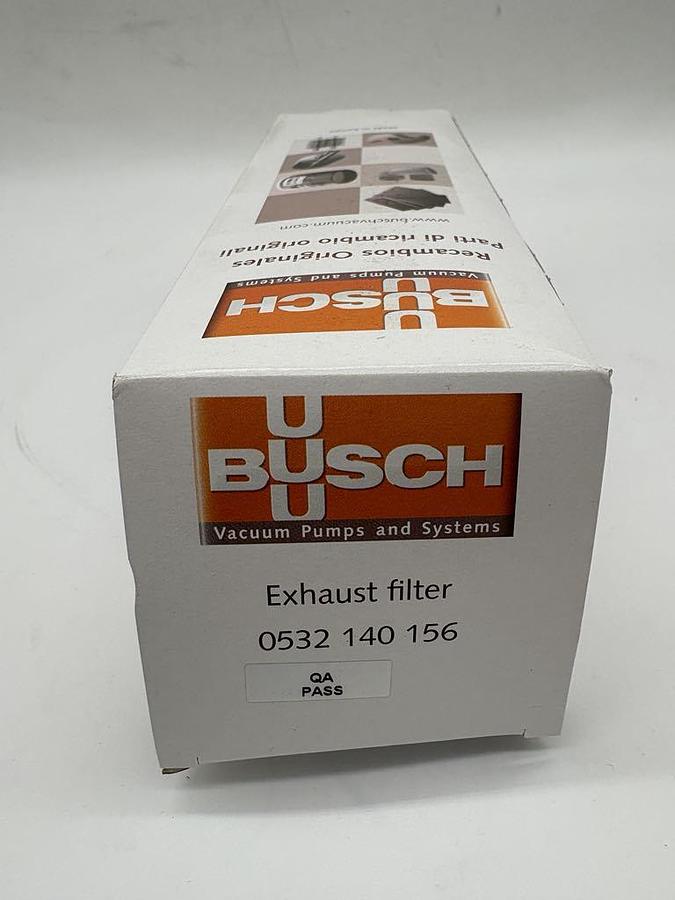 www.buschvacuum.com
Parti di ricambio originali
Recambios Originales
Vacuum Pumps and Systems
BUSCH
U
U
U
BUSCH
U
Vacuum Pumps and Systems
Exhaust filter
0532 140 156
QA
PASS